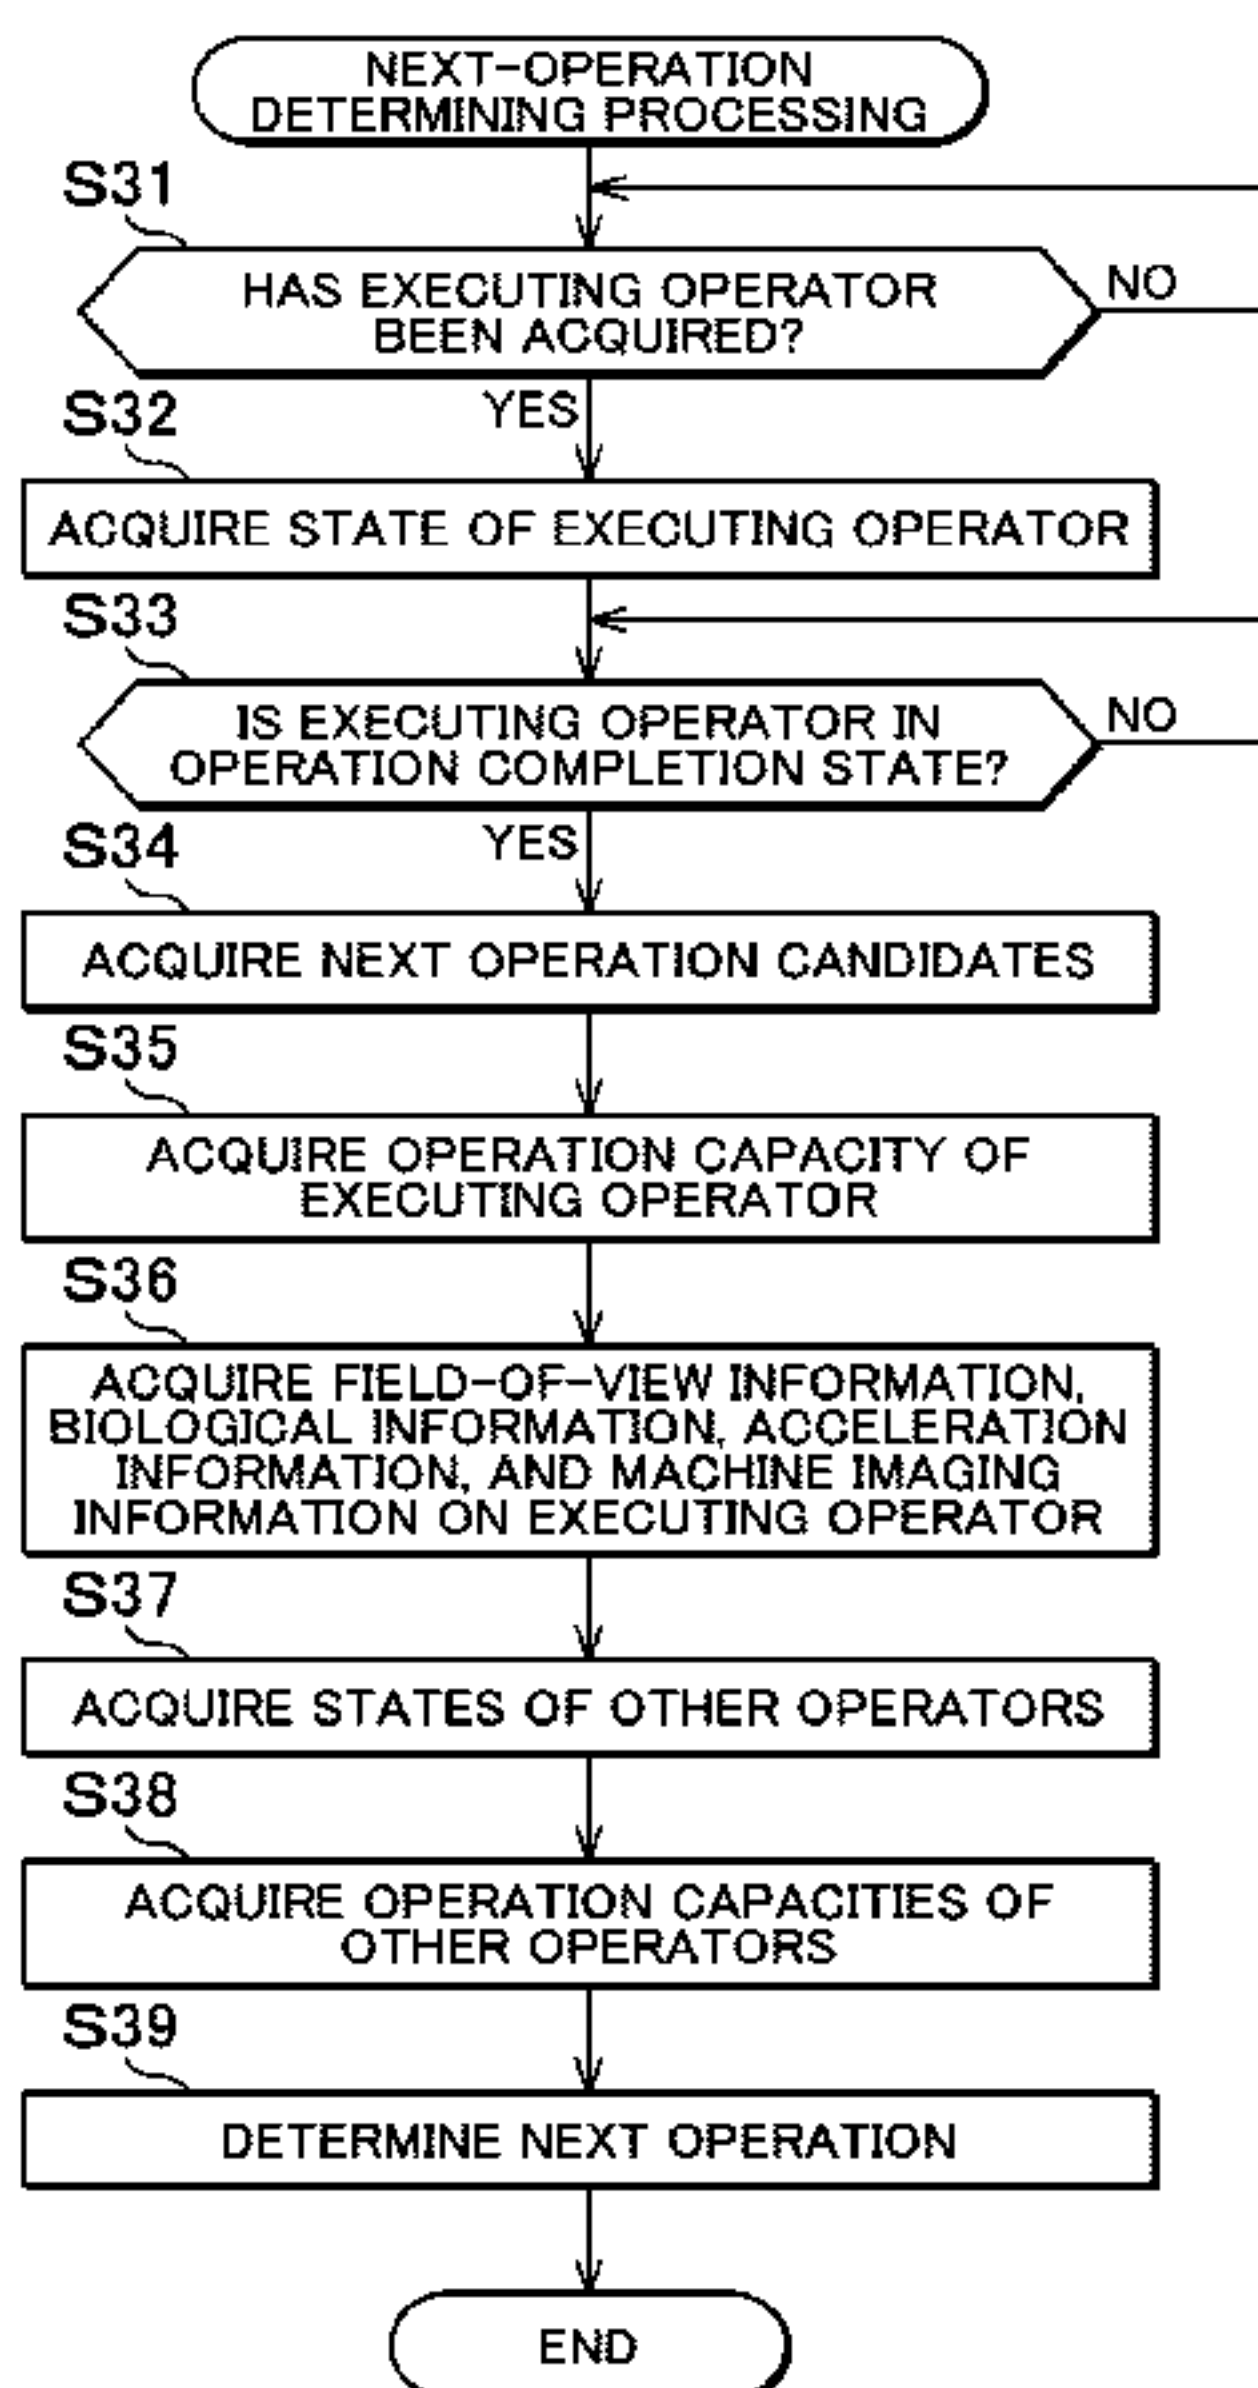 NEXT-OPERATION
DETERMINING PROCESSING
S31
HAS EXECUTING OPERATOR
BEEN ACQUIRED?
NO
YES
S32
ACQUIRE STATE OF EXECUTING OPERATOR
S33
IS EXECUTING OPERATOR IN
OPERATION COMPLETION STATE?
NO
YES
S34
ACQUIRE NEXT OPERATION CANDIDATES
S35
ACQUIRE OPERATION CAPACITY OF
EXECUTING OPERATOR
S36
ACQUIRE FIELD-OF-VIEW INFORMATION,
BIOLOGICAL INFORMATION, ACCELERATION
INFORMATION, AND MACHINE IMAGING
INFORMATION ON EXECUTING OPERATOR
S37
ACQUIRE STATES OF OTHER OPERATORS
S38
ACQUIRE OPERATION CAPACITIES OF
OTHER OPERATORS
S39
DETERMINE NEXT OPERATION
END